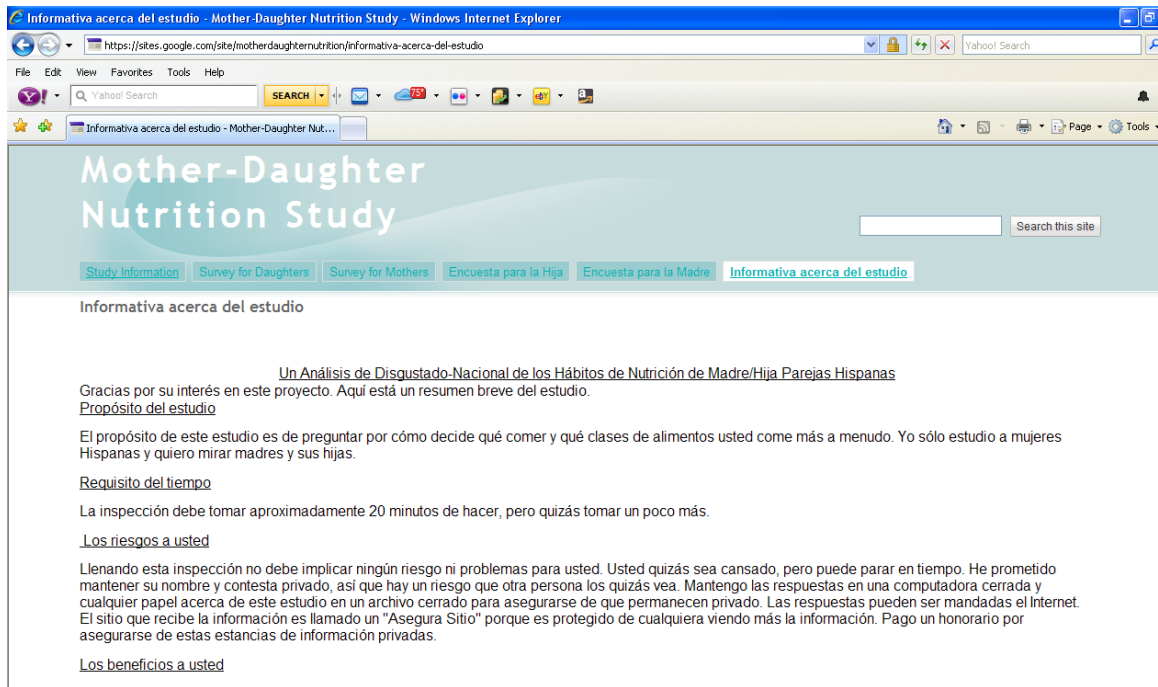 Informativa acerca del estudio - Mother-Daughter Nutrition Study - Windows Internet Explorer
https://sites.google.com/site/motherdaughternutrition/informativa-acerca-del-estudio
Yahoo! Search
File Edit View Favorites Tools Help
Y! Yahoo! Search SEARCH 75° eBY a
Informativa acerca del estudio - Mother-Daughter Nut...
Page Tools
Mother-Daughter
Nutrition Study
Search this site
Study Information Survey for Daughters Survey for Mothers Encuesta para la Hija Encuesta para la Madre Informativa acerca del estudio
Informativa acerca del estudio
Un Análisis de Disgustado-Nacional de los Hábitos de Nutrición de Madre/Hija Parejas Hispanas
Gracias por su interés en este proyecto. Aquí está un resumen breve del estudio.
Propósito del estudio
El propósito de este estudio es de preguntar por cómo decide qué comer y qué clases de alimentos usted come más a menudo. Yo sólo estudio a mujeres
Hispanas y quiero mirar madres y sus hijas.
Requisito del tiempo
La inspección debe tomar aproximadamente 20 minutos de hacer, pero quizás tomar un poco más.
Los riesgos a usted
Llenando esta inspección no debe implicar ningún riesgo ni problemas para usted. Usted quizás sea cansado, pero puede parar en tiempo. He prometido
mantener su nombre y contesta privado, así que hay un riesgo que otra persona los quizás vea. Mantengo las respuestas en una computadora cerrada y
cualquier papel acerca de este estudio en un archivo cerrado para asegurarse de que permanecen privado. Las respuestas pueden ser mandadas el Internet.
El sitio que recibe la información es llamado un "Asegura Sitio" porque es protegido de cualquiera viendo más la información. Pago un honorario por
asegurarse de estas estancias de información privadas.
Los beneficios a usted